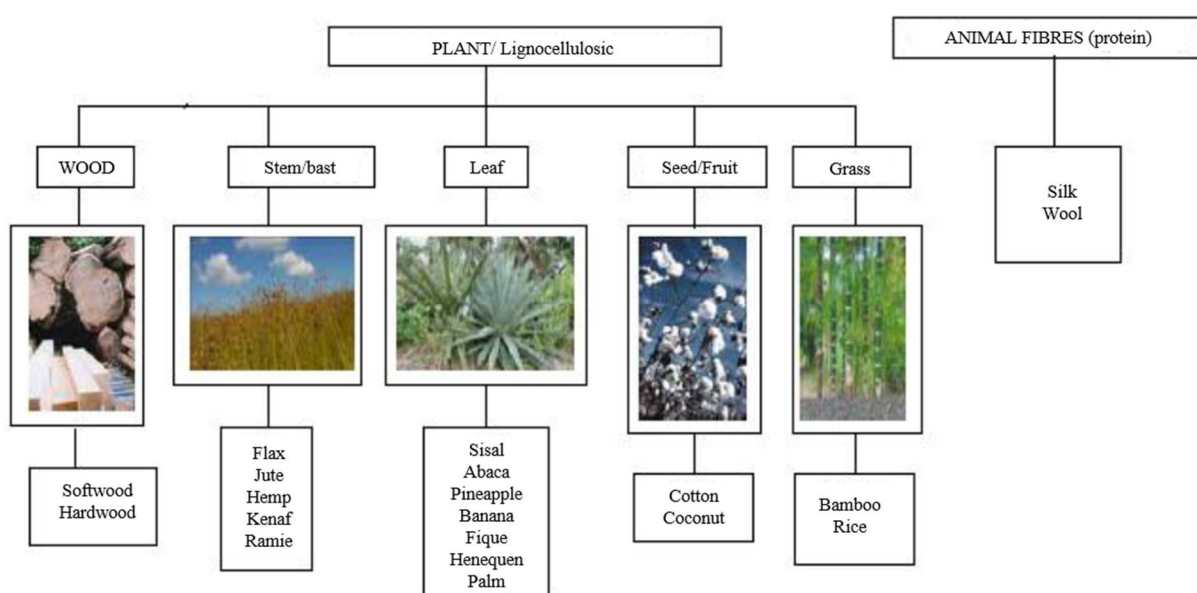 PLANT/ Lignocellulosic
ANIMAL FIBRES (protein)
WOOD
Stem/bast
Leaf
Seed/Fruit
Grass
Silk
Wool
Softwood
Hardwood
Flax
Jute
Hemp
Kenaf
Ramie
Sisal
Abaca
Pineapple
Banana
Fique
Henequen
Palm
Cotton
Coconut
Bamboo
Rice